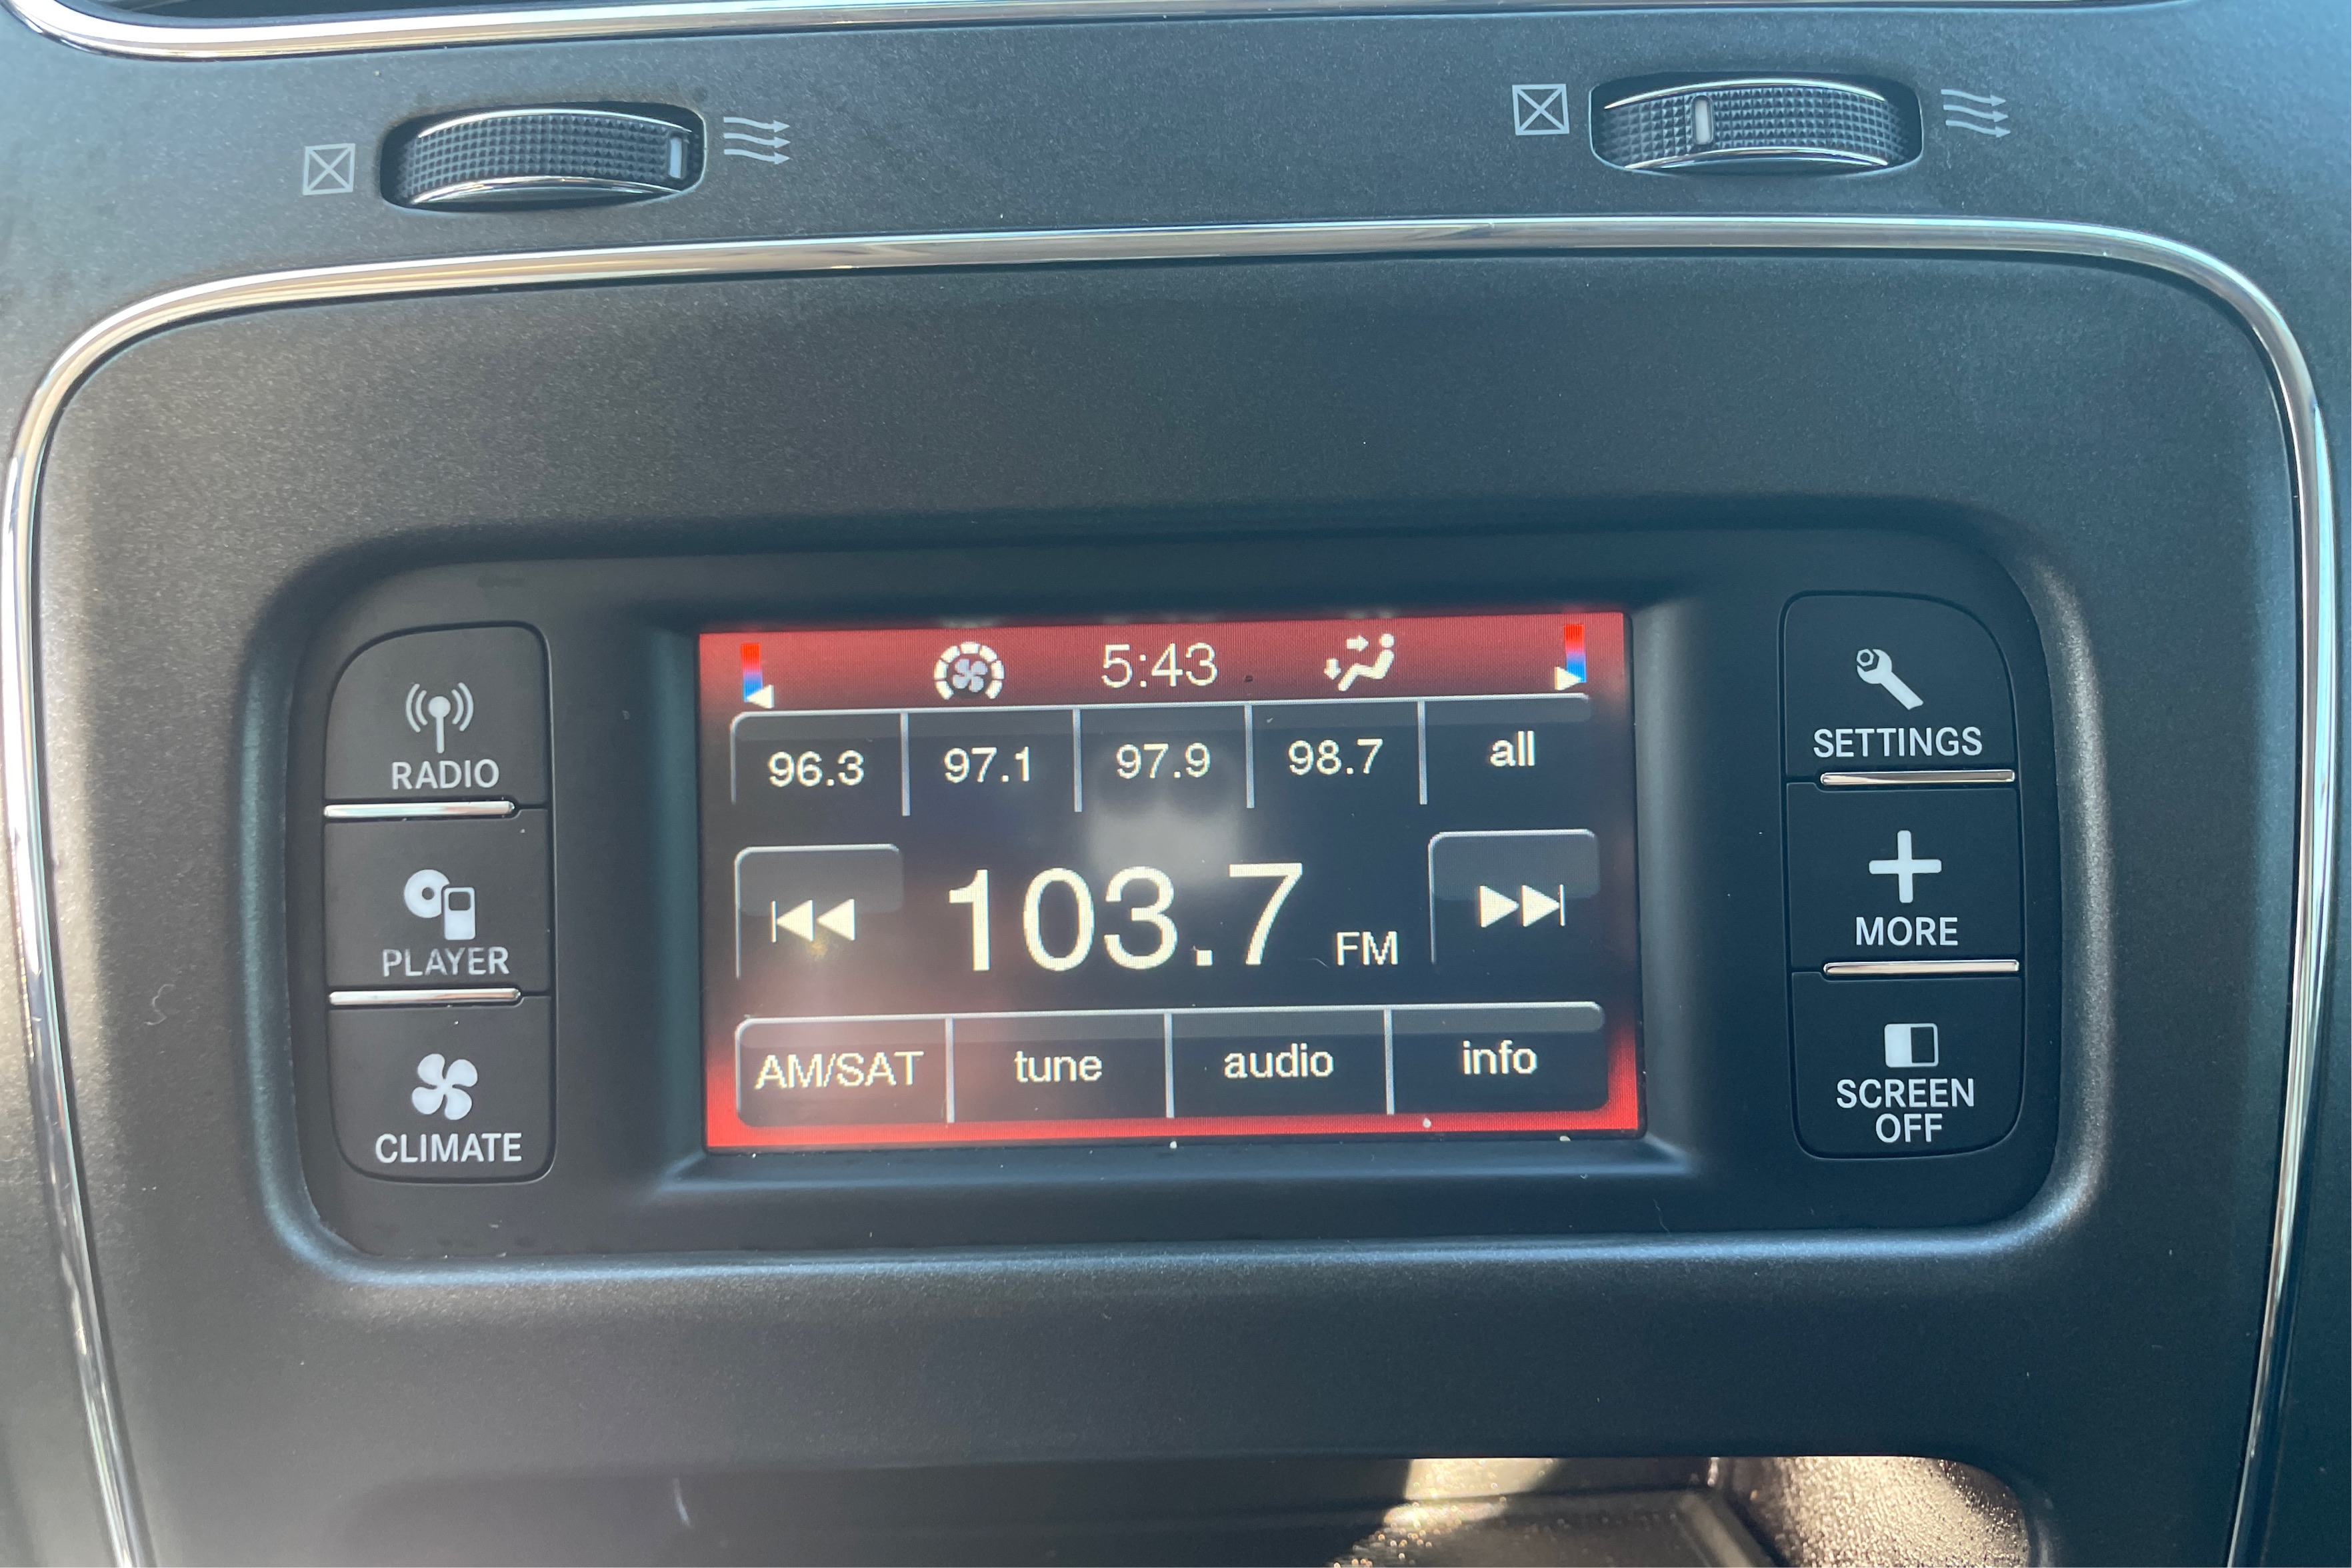 5:43
96.3 97.1 97.9 98.7 all
103.7 FM
AM/SAT tune audio info
RADIO
PLAYER
CLIMATE
SETTINGS
MORE
SCREEN
OFF